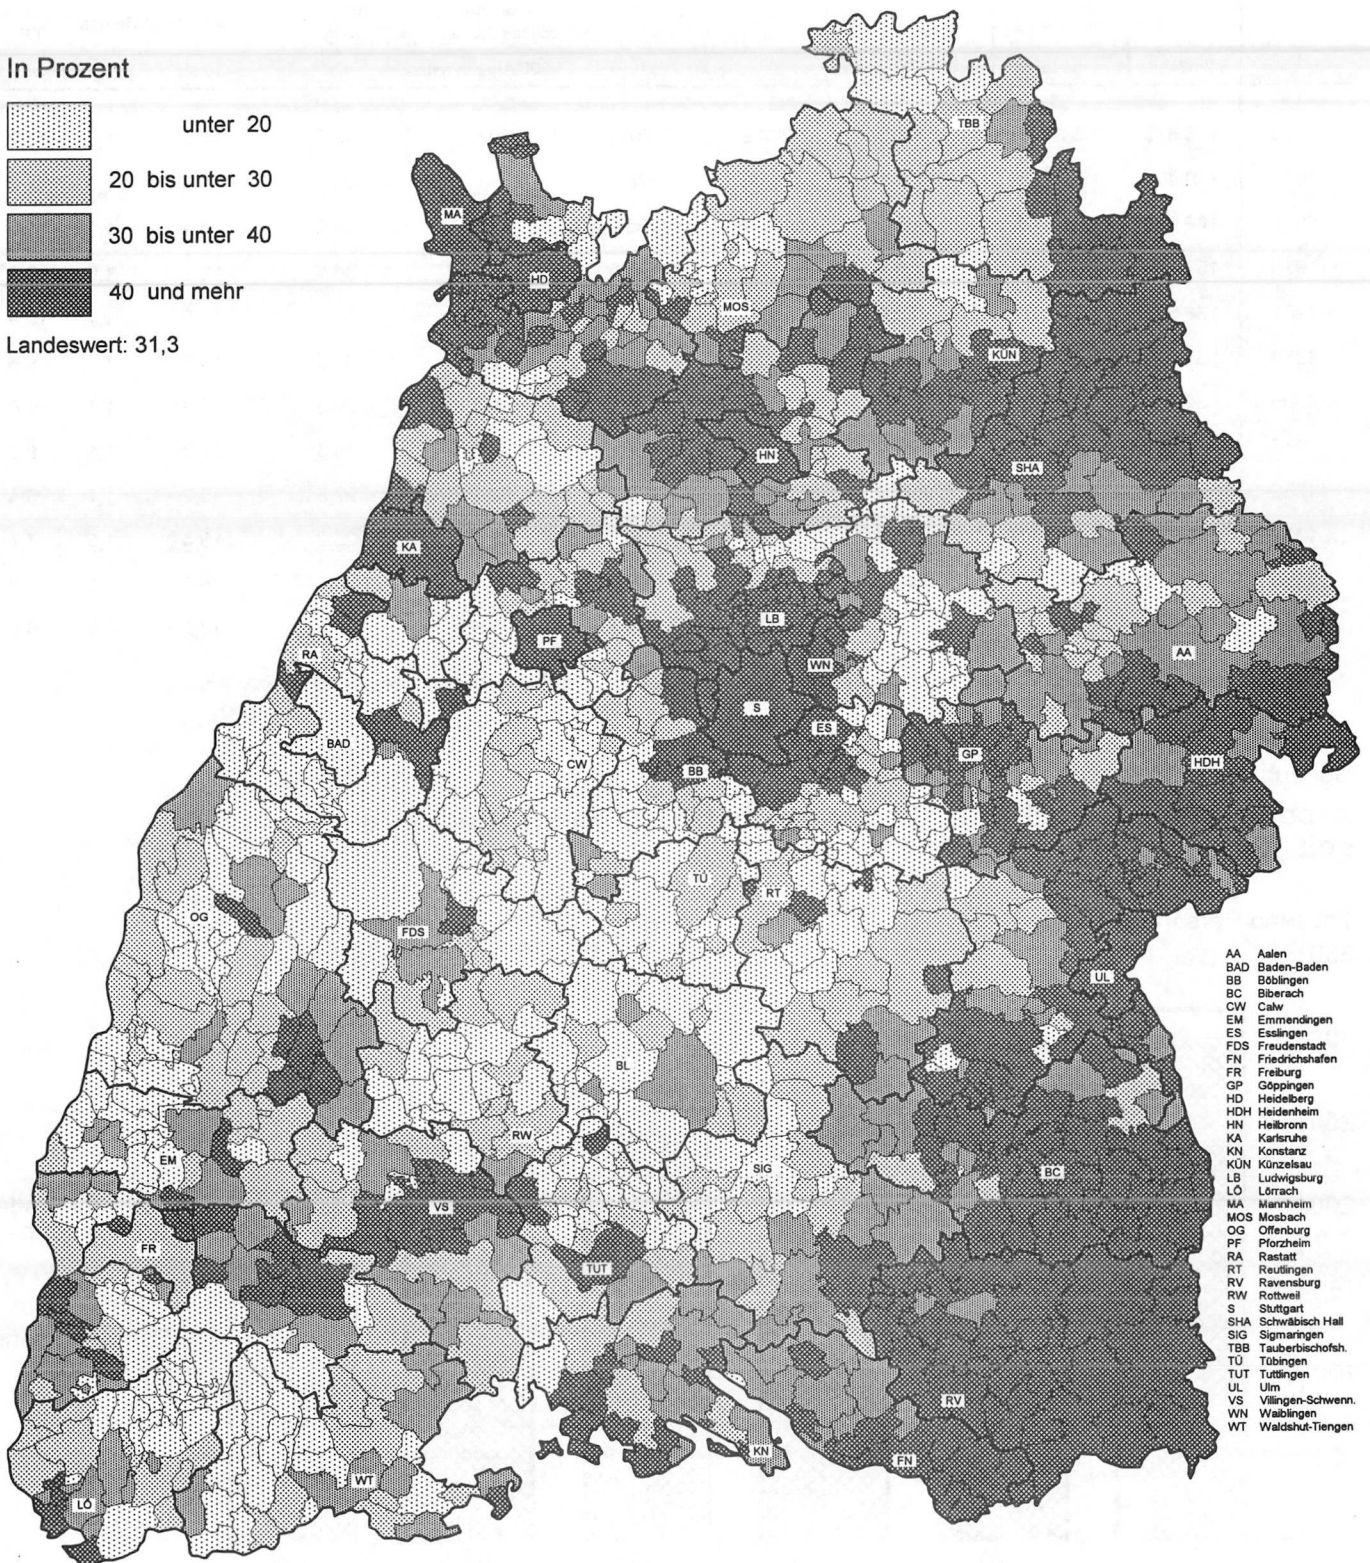 In Prozent
unter 20
20 bis unter 30
30 bis unter 40
40 und mehr
Landeswert: 31,3
TBB
MA
HD
MOS
KÜN
HN
SHA
KA
LB
PF
WN
RA
AA
S
ES
BAD
GP
HDH
CW
BB
TÜ
RT
OG
FDS
UL
BL
RW
EM
SIG
BC
VS
FR
TUT
RV
KN
FN
WT
LÖ
AA Aalen
BAD Baden-Baden
BB Böblingen
BC Biberach
CW Calw
EM Emmendingen
ES Esslingen
FDS Freudenstadt
FN Friedrichshafen
FR Freiburg
GP Göppingen
HD Heidelberg
HDH Heidenheim
HN Heilbronn
KA Karlsruhe
KN Konstanz
KÜN Künzelsau
LB Ludwigsburg
LÖ Lörrach
MA Mannheim
MOS Mosbach
OG Offenburg
PF Pforzheim
RA Rastatt
RT Reutlingen
RV Ravensburg
RW Rottweil
S Stuttgart
SHA Schwäbisch Hall
SIG Sigmaringen
TBB Tauberbischofsh.
TÜ Tübingen
TUT Tuttlingen
UL Ulm
VS Villingen-Schwenn.
WN Waiblingen
WT Waldshut-Tiengen